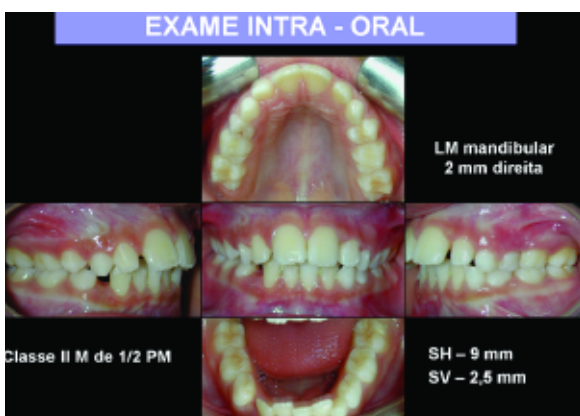 EXAME INTRA - ORAL
LM mandibular
2 mm direita
Classe II M de 1/2 PM
SH – 9 mm
SV – 2,5 mm